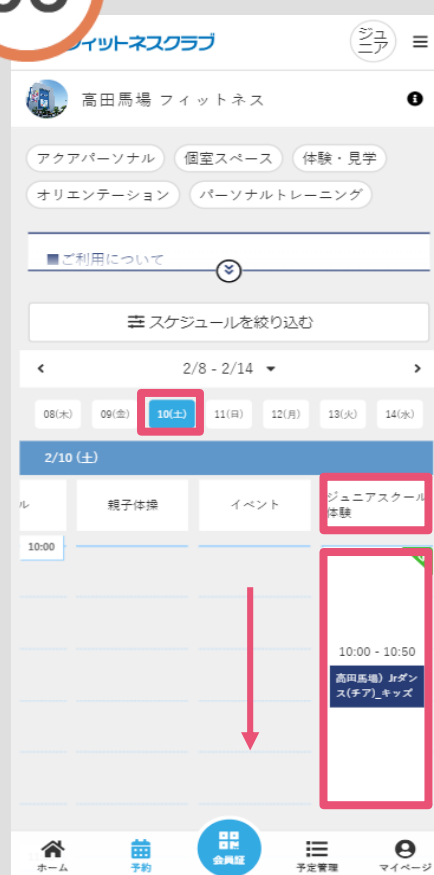 ィットネスクラブ
ジュ
ニア
高田馬場 フィットネス
アクアパーソナル 個室スペース 体験・見学
オリエンテーション パーソナルトレーニング
■ご利用について
スケジュールを絞り込む
2/8 - 2/14
08(木) 09(金) 10(土) 11(日) 12(月) 13(火) 14(水)
2/10 (土)
ル 親子体操 イベント ジュニアスクール
体験
10:00
10:00 - 10:50
高田馬場）Jrダン
ス(チア)_キッズ
ホーム 予約 会員証 予定管理 マイページ